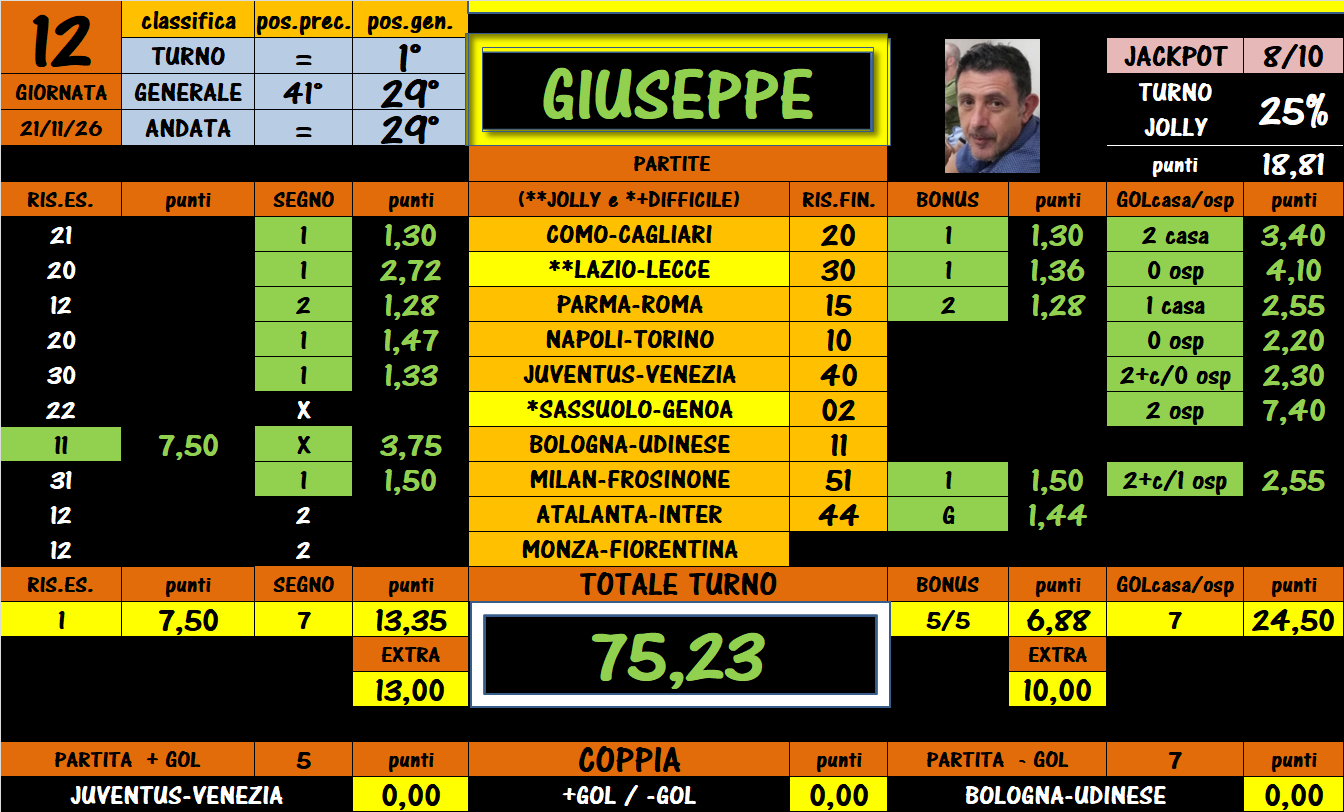 12 classifica pos.prec. pos.gen.
TURNO = 1° GIUSEPPE JACKPOT 8/10
GIORNATA GENERALE 41° 29° TURNO JOLLY 25%
21/11/26 ANDATA = 29°
PARTITE punti 18,81
RIS.ES. punti SEGNO punti (**JOLLY e *+DIFFICILE) RIS.FIN. BONUS punti GOLcasa/osp punti
21 1 1,30 COMO-CAGLIARI 20 1 1,30 2 casa 3,40
20 1 2,72 **LAZIO-LECCE 30 1 1,36 0 osp 4,10
12 2 1,28 PARMA-ROMA 15 2 1,28 1 casa 2,55
20 1 1,47 NAPOLI-TORINO 10 0 osp 2,20
30 1 1,33 JUVENTUS-VENEZIA 40 2+c/0 osp 2,30
22 X *SASSUOLO-GENOA 02 2 osp 7,40
11 7,50 X 3,75 BOLOGNA-UDINESE 11
31 1 1,50 MILAN-FROSINONE 51 1 1,50 2+c/1 osp 2,55
12 2 ATALANTA-INTER 44 G 1,44
12 2 MONZA-FIORENTINA
RIS.ES. punti SEGNO punti TOTALE TURNO BONUS punti GOLcasa/osp punti
1 7,50 7 13,35 75,23 5/5 6,88 7 24,50
EXTRA EXTRA
13,00 10,00
PARTITA + GOL 5 punti COPPIA punti PARTITA - GOL 7 punti
JUVENTUS-VENEZIA 0,00 +GOL / -GOL 0,00 BOLOGNA-UDINESE 0,00